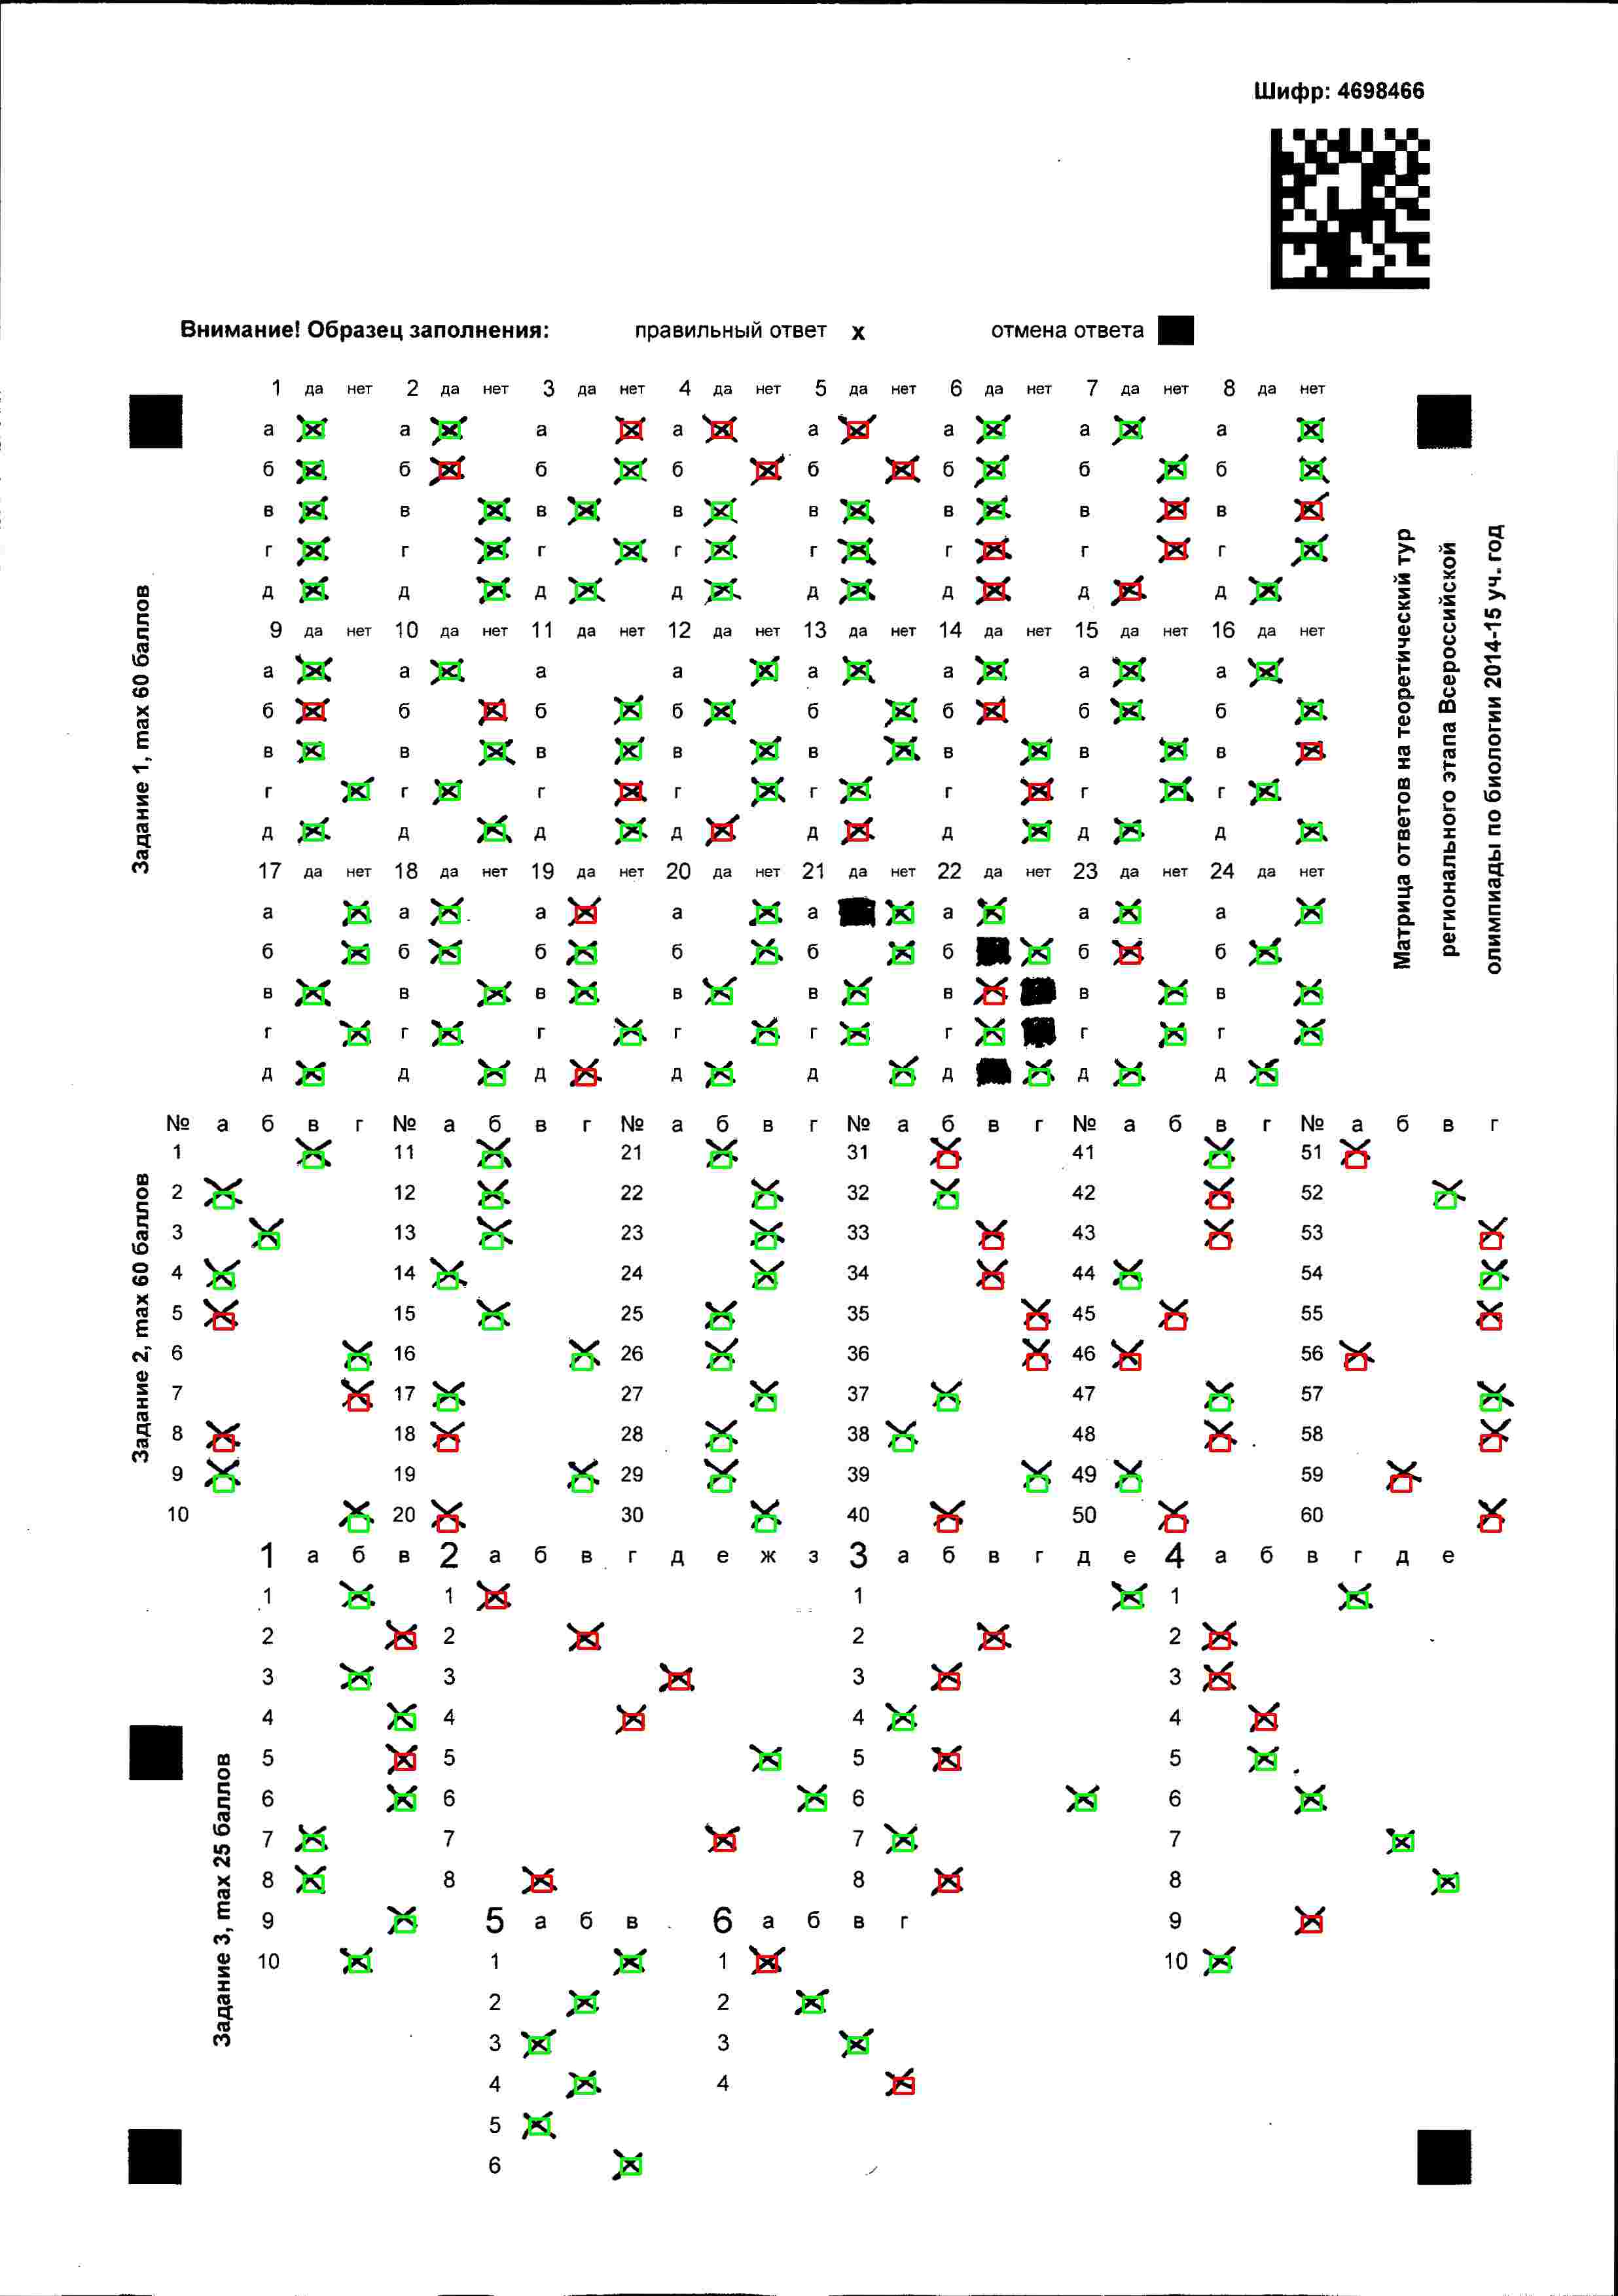 Шифр: 4698466
Внимание! Образец заполнения: правильный ответ x отмена ответа
1 да нет 2 да нет 3 да нет 4 да нет 5 да нет 6 да нет 7 да нет 8 да нет
а а а а а а а а
б б б б б б б б
в в в в в в в в
г г г г г г г г
д д д д д д д д
9 да нет 10 да нет 11 да нет 12 да нет 13 да нет 14 да нет 15 да нет 16 да нет
а а а а а а а а
б б б б б б б б
в в в в в в в в
г г г г г г г г
д д д д д д д д
17 да нет 18 да нет 19 да нет 20 да нет 21 да нет 22 да нет 23 да нет 24 да нет
а а а а а а а а
б б б б б б б б
в в в в в в в в
г г г г г г г г
д д д д д д д д
Задание 1, max 60 баллов
Матрица ответов на теоретический тур
регионального этапа Всероссийской
олимпиады по биологии 2014-15 уч. год
№ а б в г № а б в г № а б в г № а б в г № а б в г № а б в г
1 11 21 31 41 51
2 12 22 32 42 52
3 13 23 33 43 53
4 14 24 34 44 54
5 15 25 35 45 55
6 16 26 36 46 56
7 17 27 37 47 57
8 18 28 38 48 58
9 19 29 39 49 59
10 20 30 40 50 60
Задание 2, max 60 баллов
1 а б в 2 а б в г д е ж з 3 а б в г д е 4 а б в г д е
1 1 1 1
2 2 2 2
3 3 3 3
4 4 4 4
5 5 5 5
6 6 6 6
7 7 7 7
8 8 8 8
9 5 а б в 6 а б в г 9
10 1 1 10
2 2
3 3
4 4
5
6
Задание 3, max 25 баллов